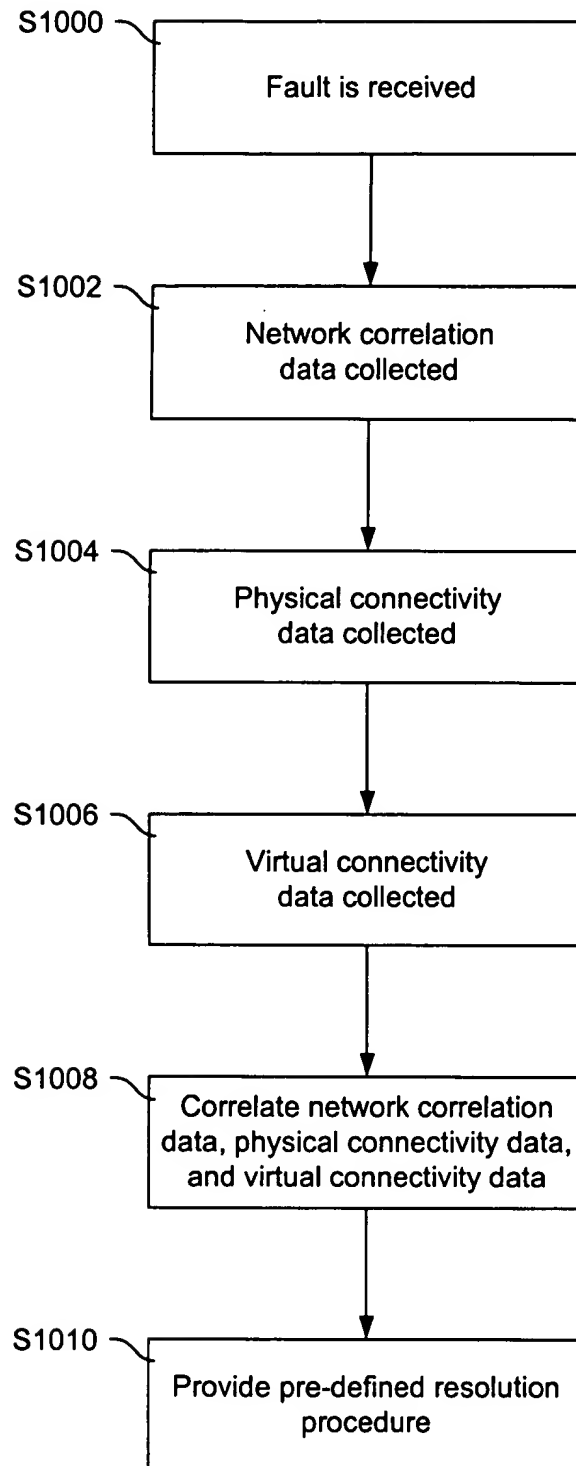 S1000
Fault is received
S1002
Network correlation
data collected
S1004
Physical connectivity
data collected
S1006
Virtual connectivity
data collected
S1008
Correlate network correlation
data, physical connectivity data,
and virtual connectivity data
S1010
Provide pre-defined resolution
procedure